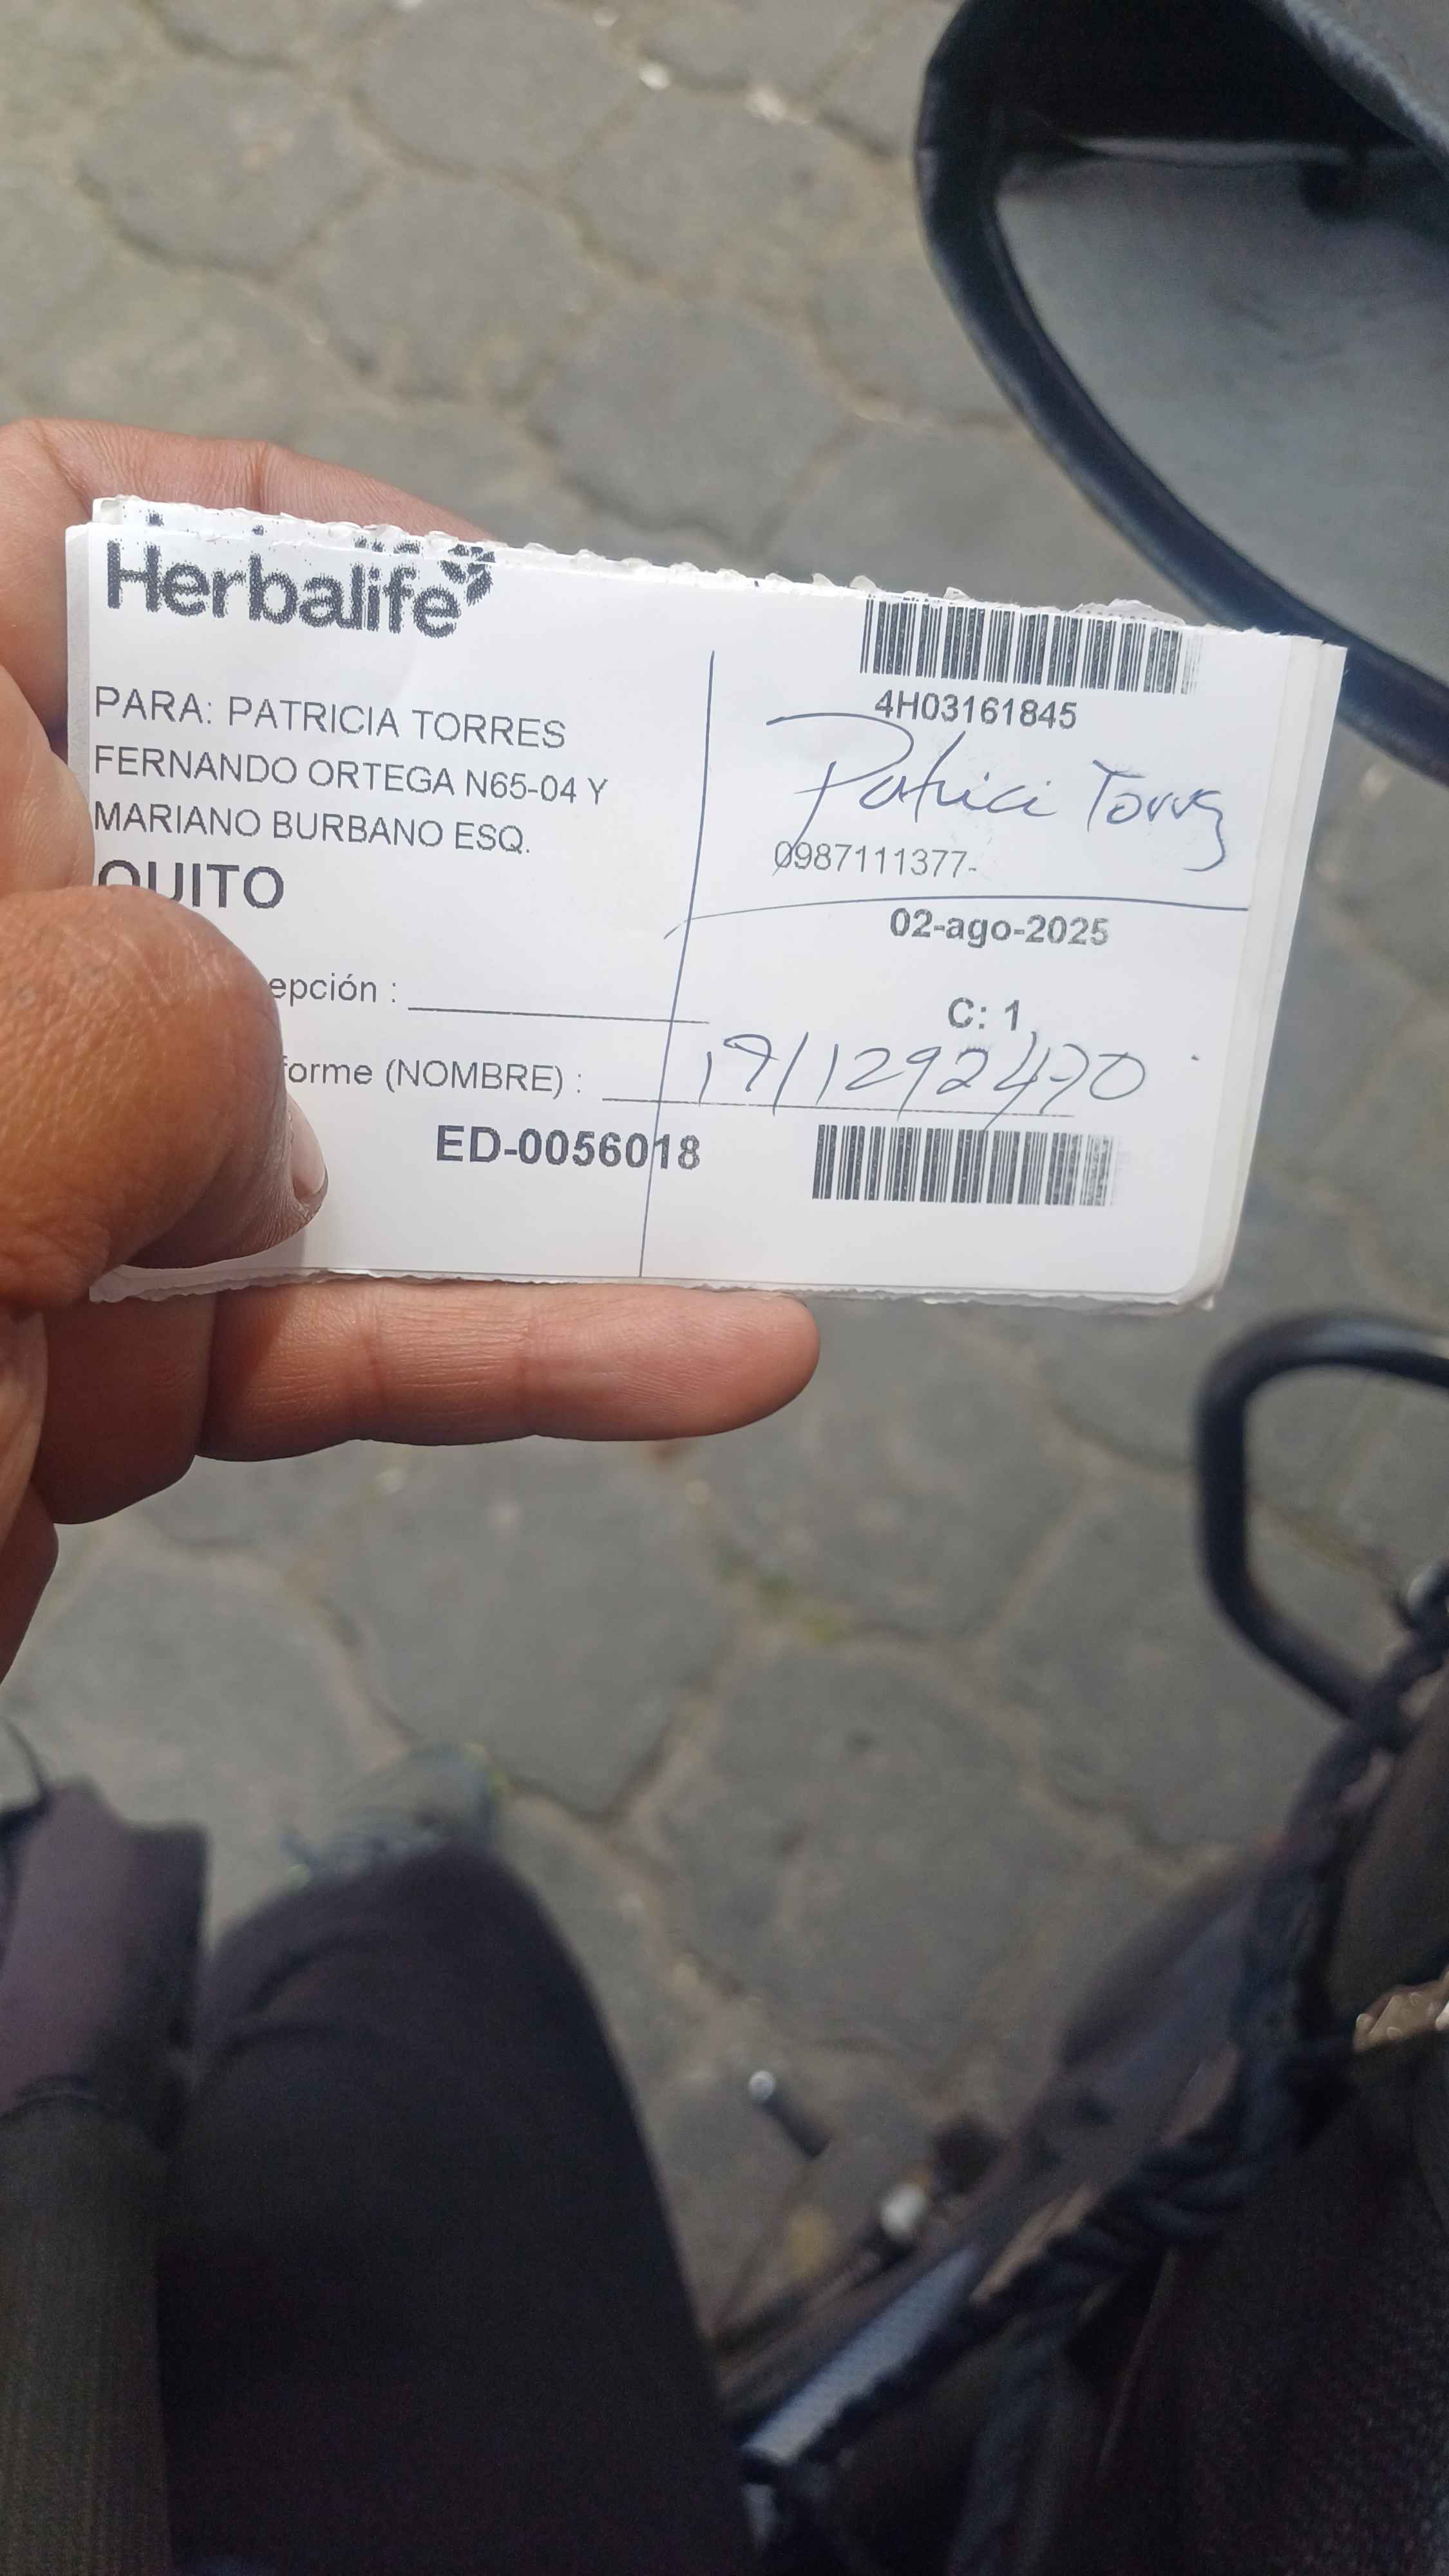 Herbalife
PARA: PATRICIA TORRES
FERNANDO ORTEGA N65-04 Y
MARIANO BURBANO ESQ.
QUITO
epción :
forme (NOMBRE) :
ED-0056018
4H03161845
Patrici Torres
0987111377-
02-ago-2025
C: 1
1711292470